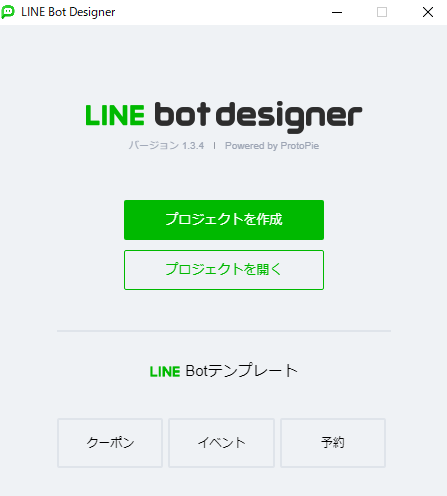 LINE Bot Designer
LINE bot designer
バージョン 1.3.4 | Powered by ProtoPie
プロジェクトを作成
プロジェクトを開く
LINE Botテンプレート
クーポン イベント 予約